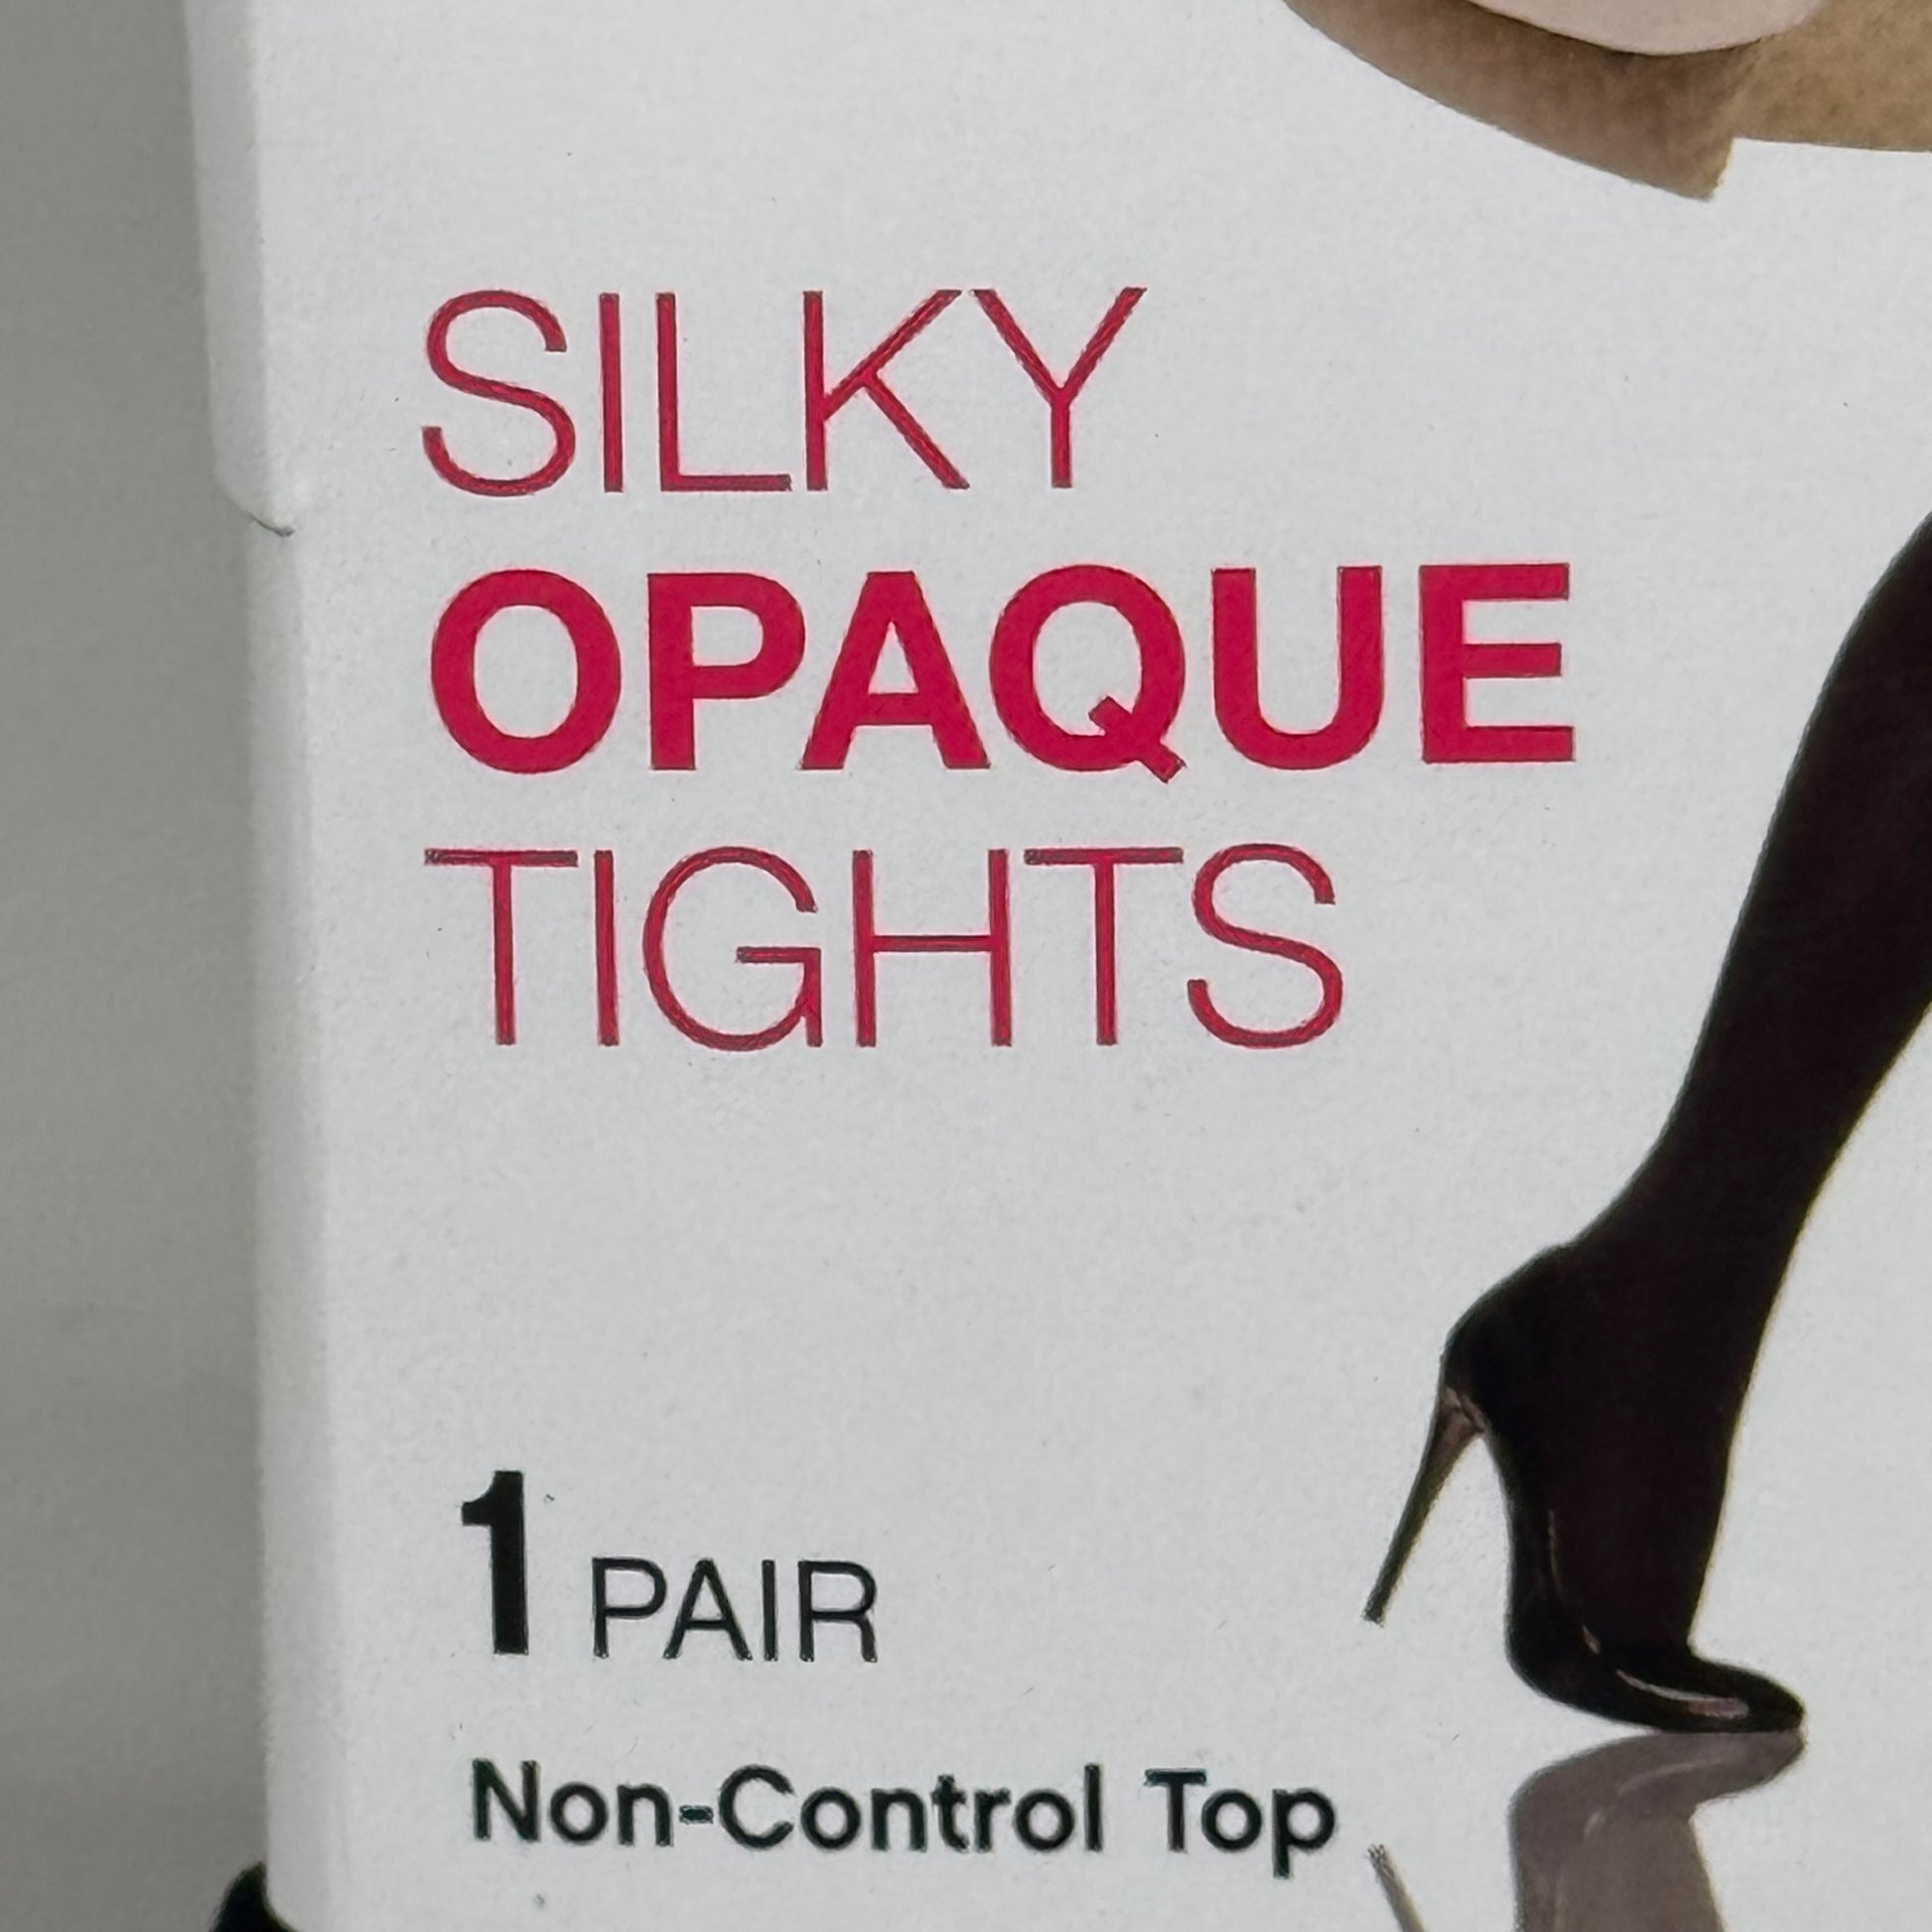 SILKY
OPAQUE
TIGHTS
1 PAIR
Non-Control Top